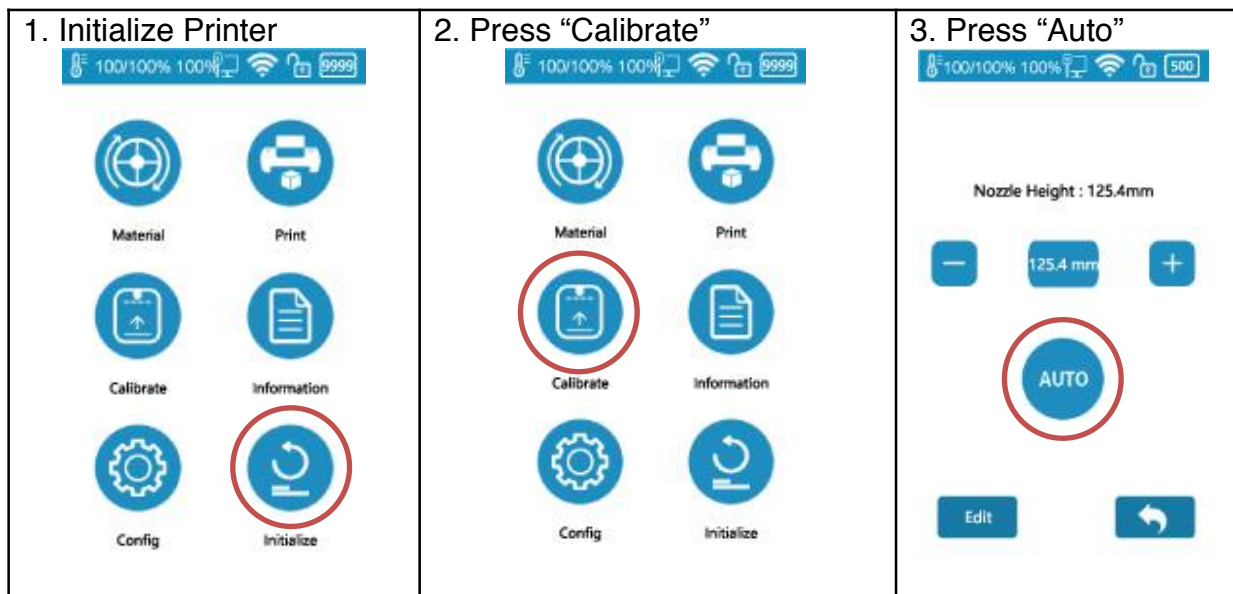 1. Initialize Printer
100/100% 100% 9999
Material Print
Calibrate Information
Config Initialize
2. Press “Calibrate”
100/100% 100% 9999
Material Print
Calibrate Information
Config Initialize
3. Press “Auto”
100/100% 100% 500
Nozzle Height : 125.4mm
125.4 mm
AUTO
Edit